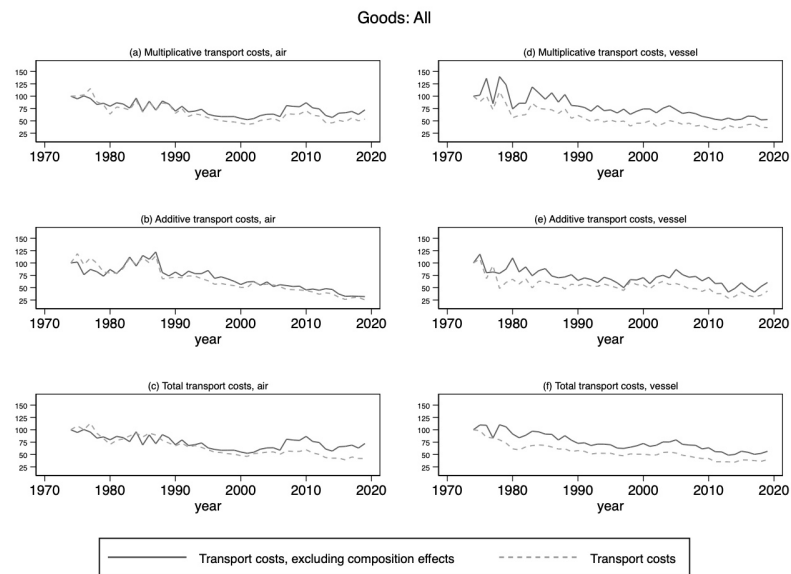 Goods: All
(a) Multiplicative transport costs, air
150
125
100
75
50
25
1970 1980 1990 2000 2010 2020
year
(d) Multiplicative transport costs, vessel
150
125
100
75
50
25
1970 1980 1990 2000 2010 2020
year
(b) Additive transport costs, air
150
125
100
75
50
25
1970 1980 1990 2000 2010 2020
year
(e) Additive transport costs, vessel
150
125
100
75
50
25
1970 1980 1990 2000 2010 2020
year
(c) Total transport costs, air
150
125
100
75
50
25
1970 1980 1990 2000 2010 2020
year
(f) Total transport costs, vessel
150
125
100
75
50
25
1970 1980 1990 2000 2010 2020
year
Transport costs, excluding composition effects
Transport costs